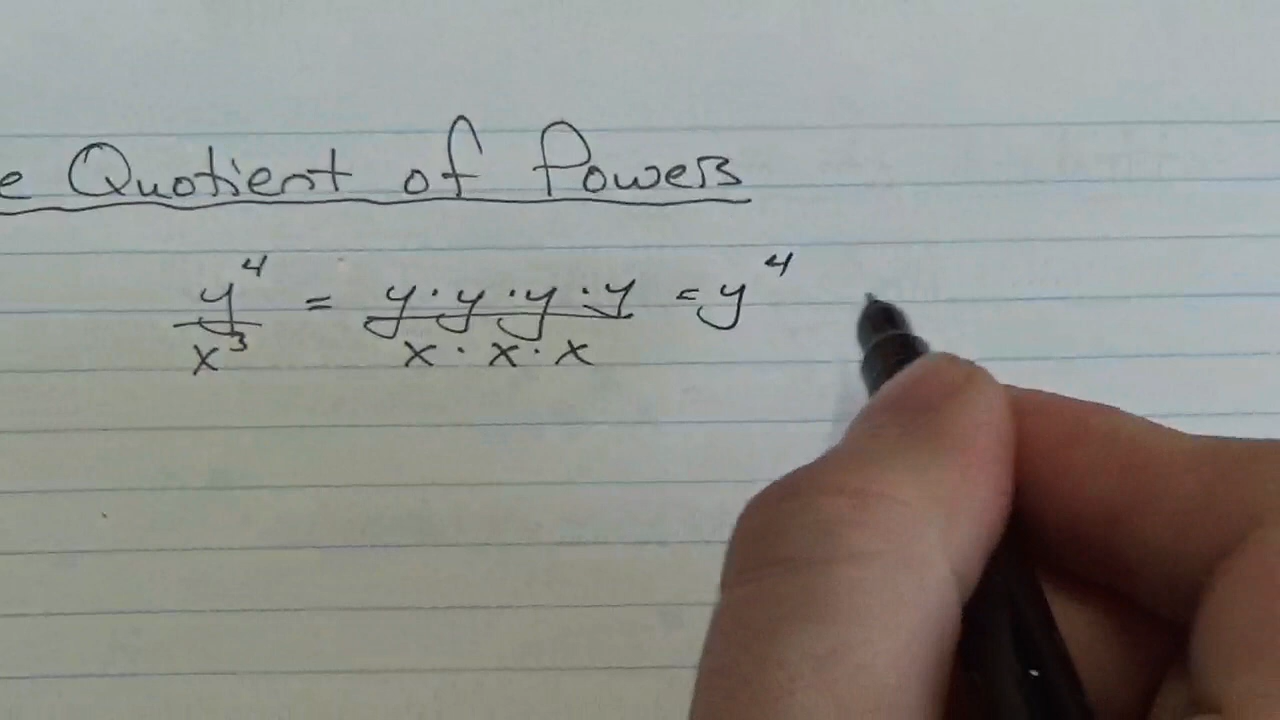 e Quotient of Powers
y⁴/x³ = y·y·y·y/x·x·x = y⁴